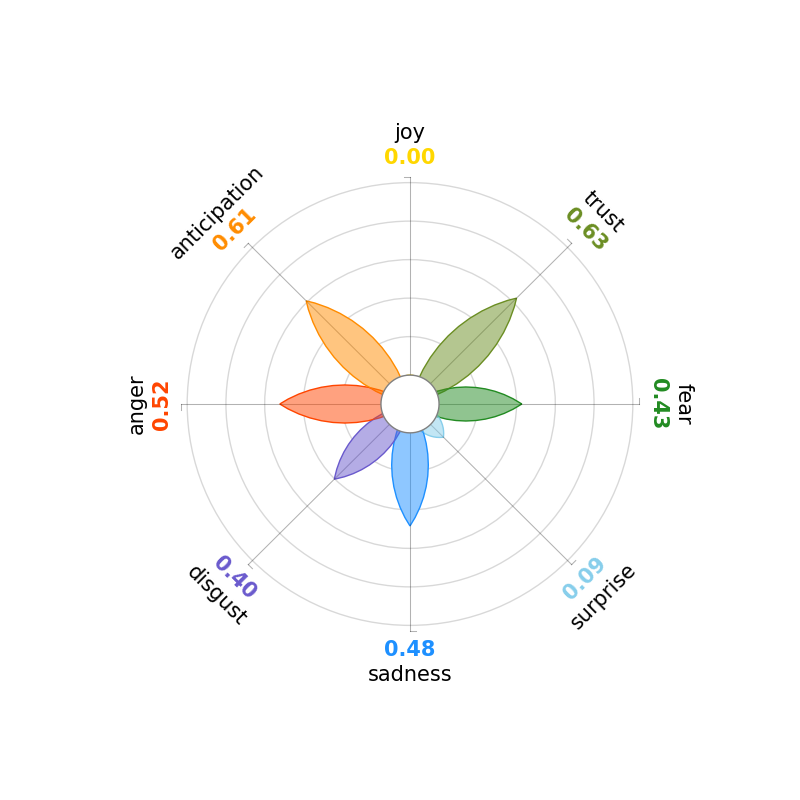 joy
0.00
trust
0.63
fear
0.43
surprise
0.09
sadness
0.48
disgust
0.40
anger
0.52
anticipation
0.61